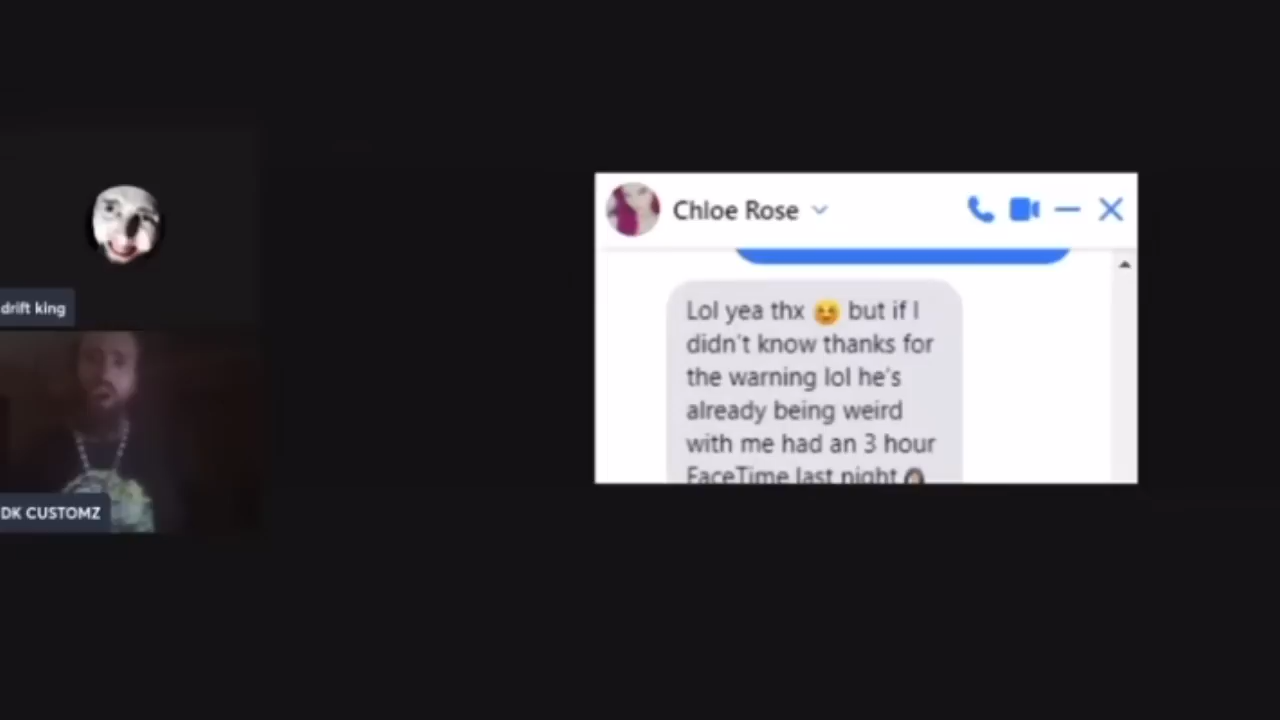 Chloe Rose
Lol yea thx 😉 but if I
didn't know thanks for
the warning lol he's
already being weird
with me had an 3 hour
FaceTime last night
drift king
DK CUSTOMZ